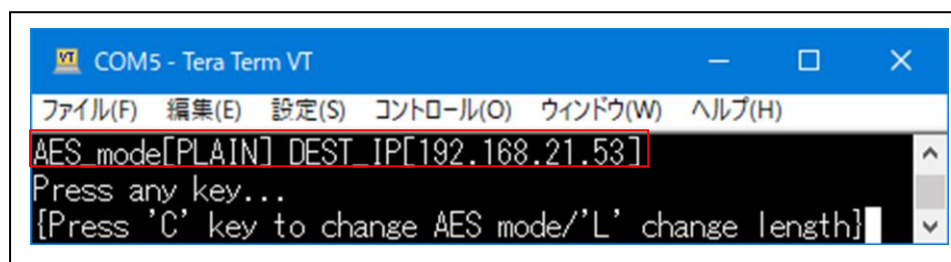 COM5 - Tera Term VT
ファイル(F) 編集(E) 設定(S) コントロール(O) ウィンドウ(W) ヘルプ(H)
AES_mode[PLAIN] DEST_IP[192.168.21.53]
Press any key...
{Press 'C' key to change AES mode/'L' change length}